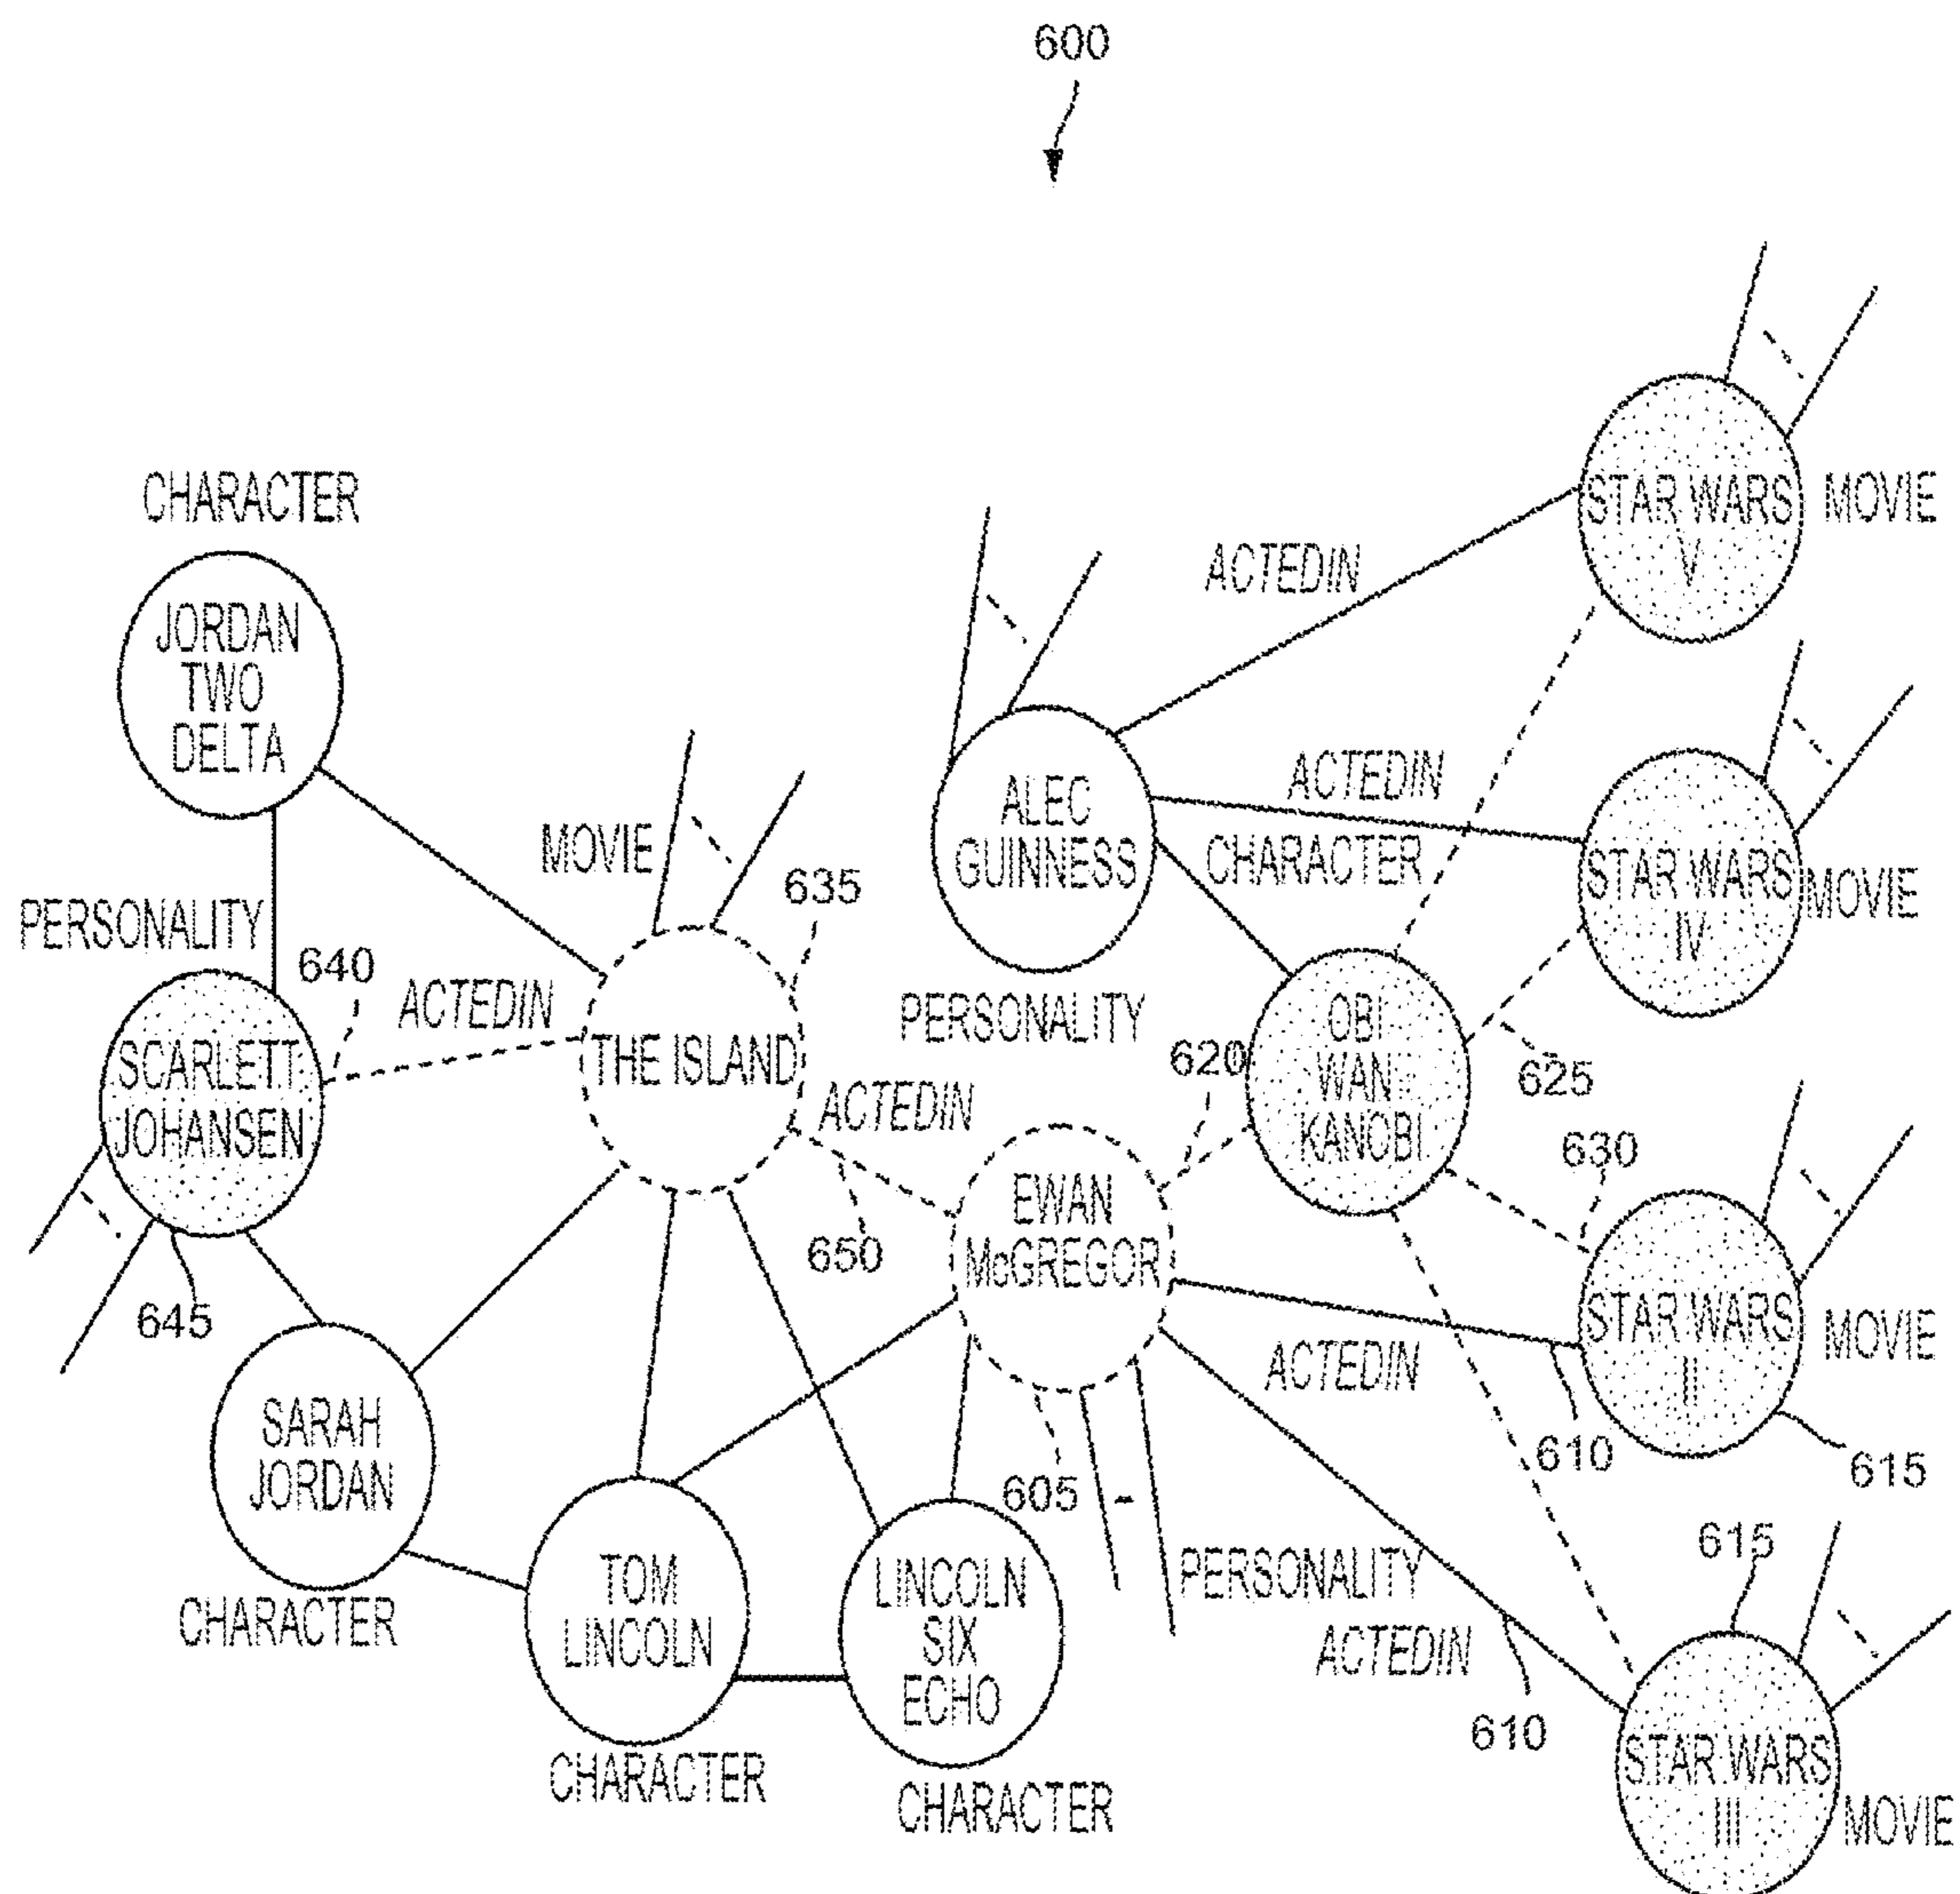 600
CHARACTER
JORDAN
TWO
DELTA
PERSONALITY
640
ACTEDIN
SCARLETT
JOHANSEN
645
MOVIE
635
THE ISLAND
ACTEDIN
650
SARAH
JORDAN
CHARACTER
TOM
LINCOLN
CHARACTER
LINCOLN
SIX
ECHO
CHARACTER
ALEC
GUINNESS
PERSONALITY
ACTEDIN
ACTEDIN
CHARACTER
OBI
WAN
KANOBI
620
625
630
EWAN
McGREGOR
605
PERSONALITY
ACTEDIN
610
ACTEDIN
610
STAR WARS
V
MOVIE
STAR WARS
IV
MOVIE
STAR WARS
II
MOVIE
615
615
STAR WARS
III
MOVIE